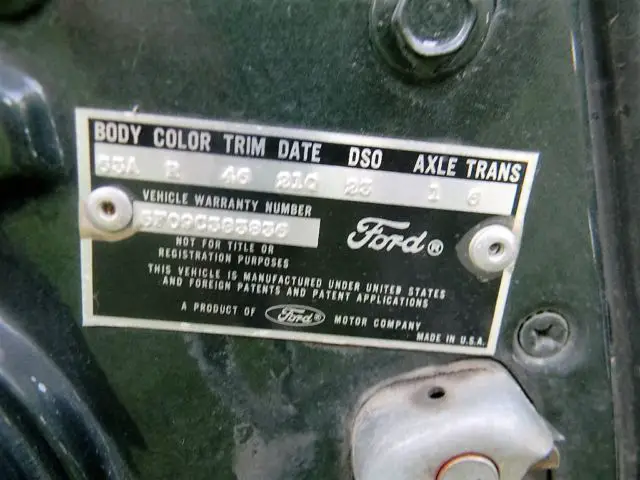 BODY COLOR TRIM DATE DSO AXLE TRANS
63A R 46 23 1 6
VEHICLE WARRANTY NUMBER
Ford®
NOT FOR TITLE OR
REGISTRATION PURPOSES
THIS VEHICLE IS MANUFACTURED UNDER UNITED STATES
AND FOREIGN PATENTS AND PATENT APPLICATIONS
A PRODUCT OF Ford® MOTOR COMPANY
MADE IN U.S.A.